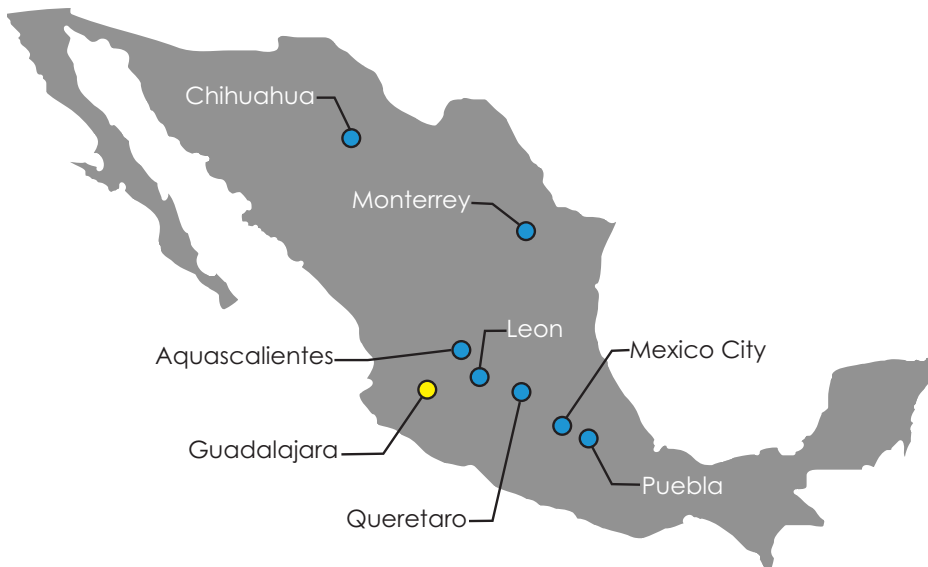 Chihuahua
Monterrey
Leon
Aquascalientes
Mexico City
Guadalajara
Puebla
Queretaro